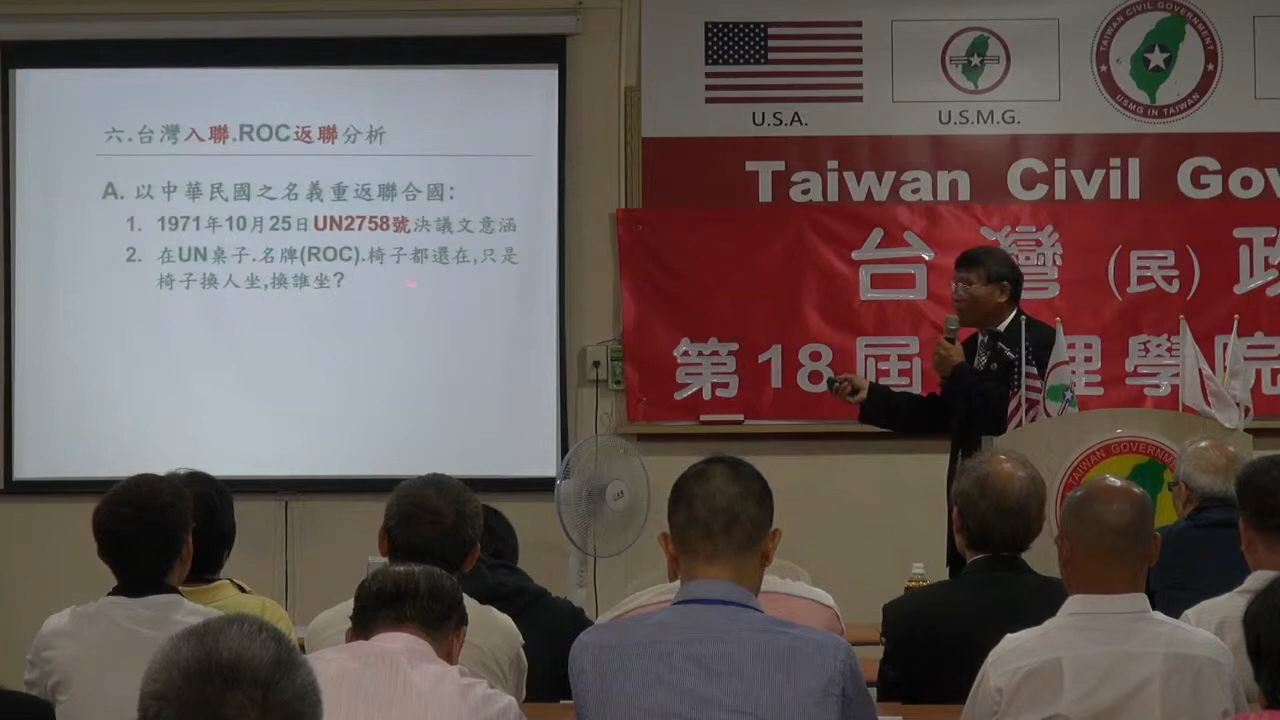 六.台灣入聯.ROC返聯分析
A. 以中華民國之名義重返聯合國:
1. 1971年10月25日UN2758號決議文意涵
2. 在UN桌子.名牌(ROC).椅子都還在,只是
椅子換人坐,換誰坐?
U.S.A.
U.S.M.G.
TAIWAN CIVIL GOVERNMENT
USMG IN TAIWAN
Taiwan Civil Gov
台灣(民)政
第18屆 理學院
TAIWAN GOVERNMENT